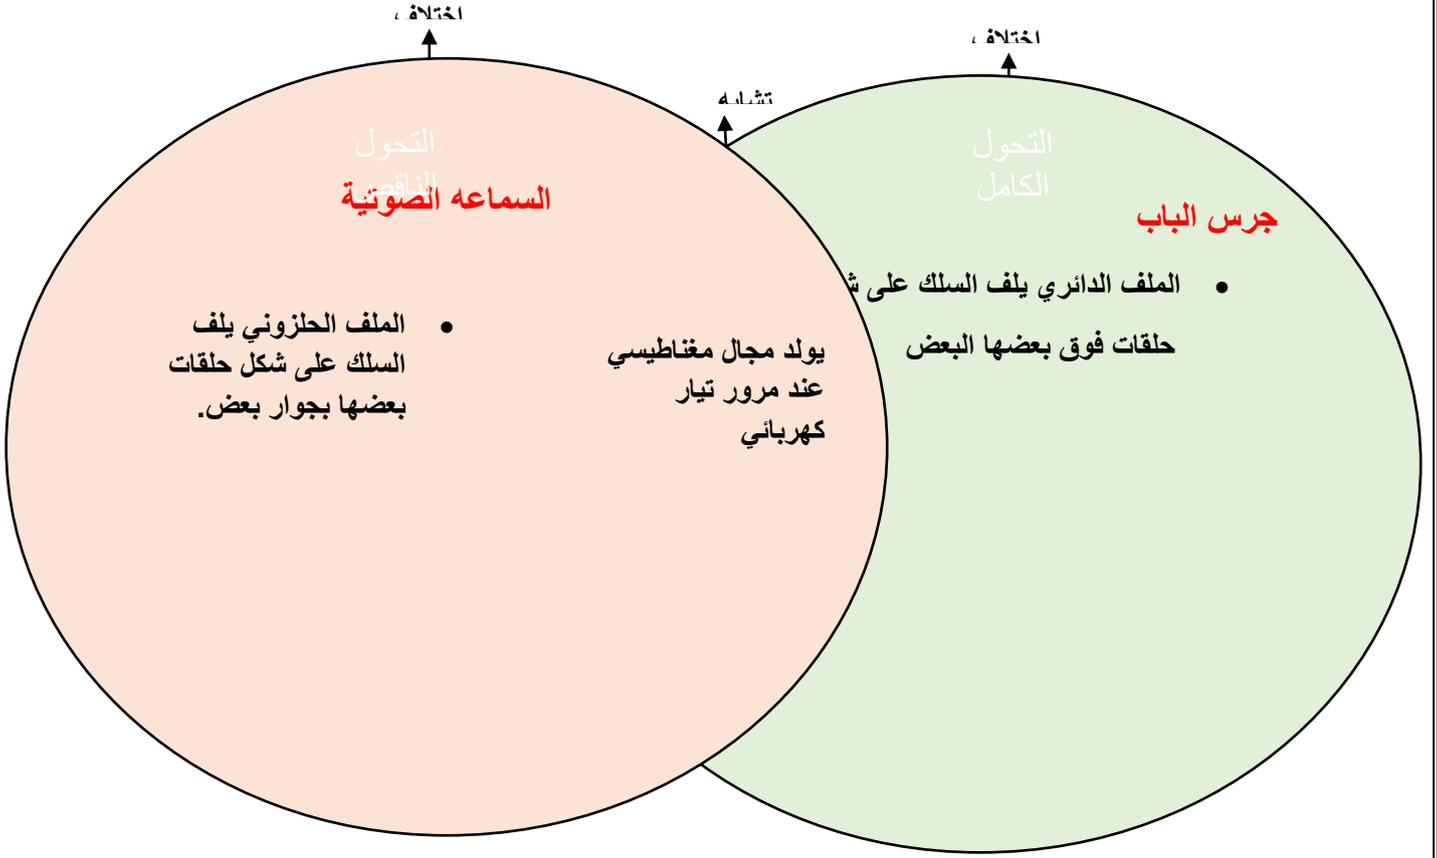 اختلاف
اختلاف
تشابه
التحول
الكامل
جرس الباب
• الملف الدائري يلف السلك على
حلقات فوق بعضها البعض
التحول
الناقص
السماعه الصوتية
يولد مجال مغناطيسي
عند مرور تيار
كهربائي
• الملف الحلزوني يلف
السلك على شكل حلقات
بعضها بجوار بعض.